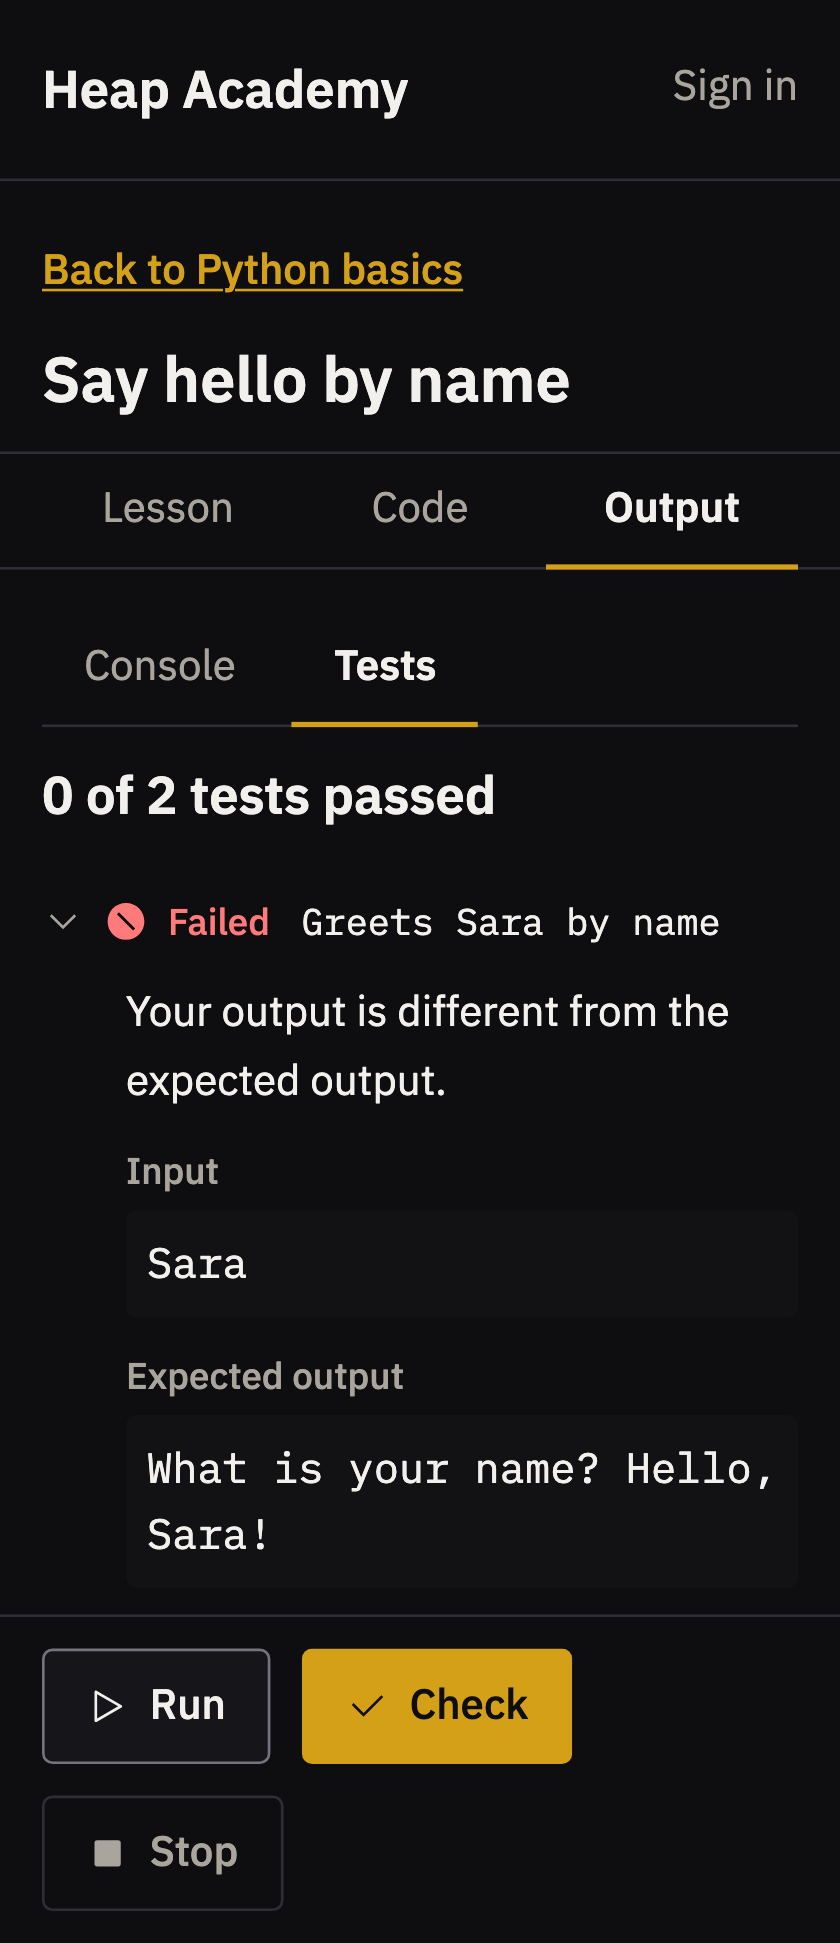 Heap Academy
Sign in
Back to Python basics
Say hello by name
Lesson
Code
Output
Console
Tests
0 of 2 tests passed
Failed Greets Sara by name
Your output is different from the
expected output.
Input
Sara
Expected output
What is your name? Hello,
Sara!
Run
Check
Stop